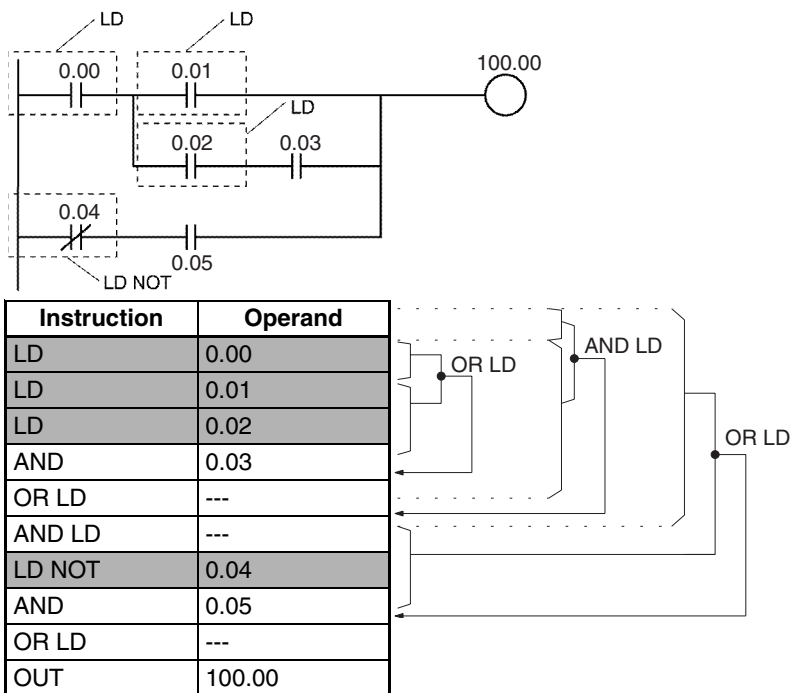 LD LD
0.00 0.01 100.00
LD
0.02 0.03
0.04
0.05
LD NOT
Instruction Operand
LD 0.00
LD 0.01
LD 0.02
AND 0.03
OR LD ---
AND LD ---
LD NOT 0.04
AND 0.05
OR LD ---
OUT 100.00
AND LD
OR LD
OR LD